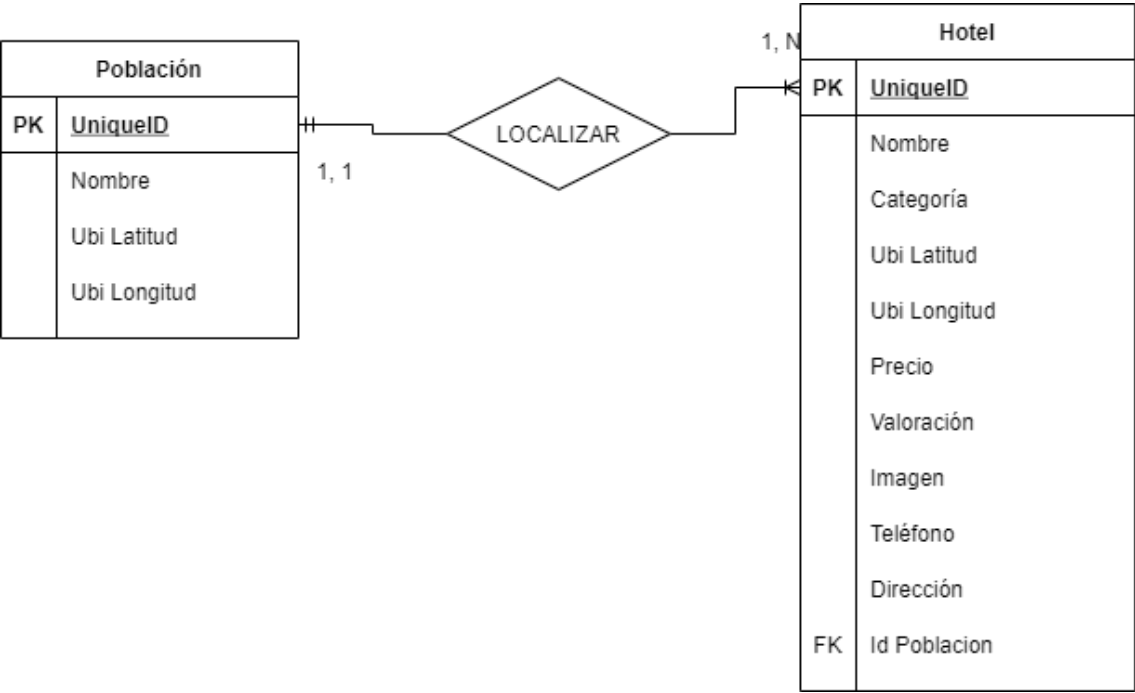 Población
PK UniqueID
Nombre
Ubi Latitud
Ubi Longitud
1, 1
LOCALIZAR
1, N
Hotel
PK UniqueID
Nombre
Categoría
Ubi Latitud
Ubi Longitud
Precio
Valoración
Imagen
Teléfono
Dirección
FK Id Poblacion